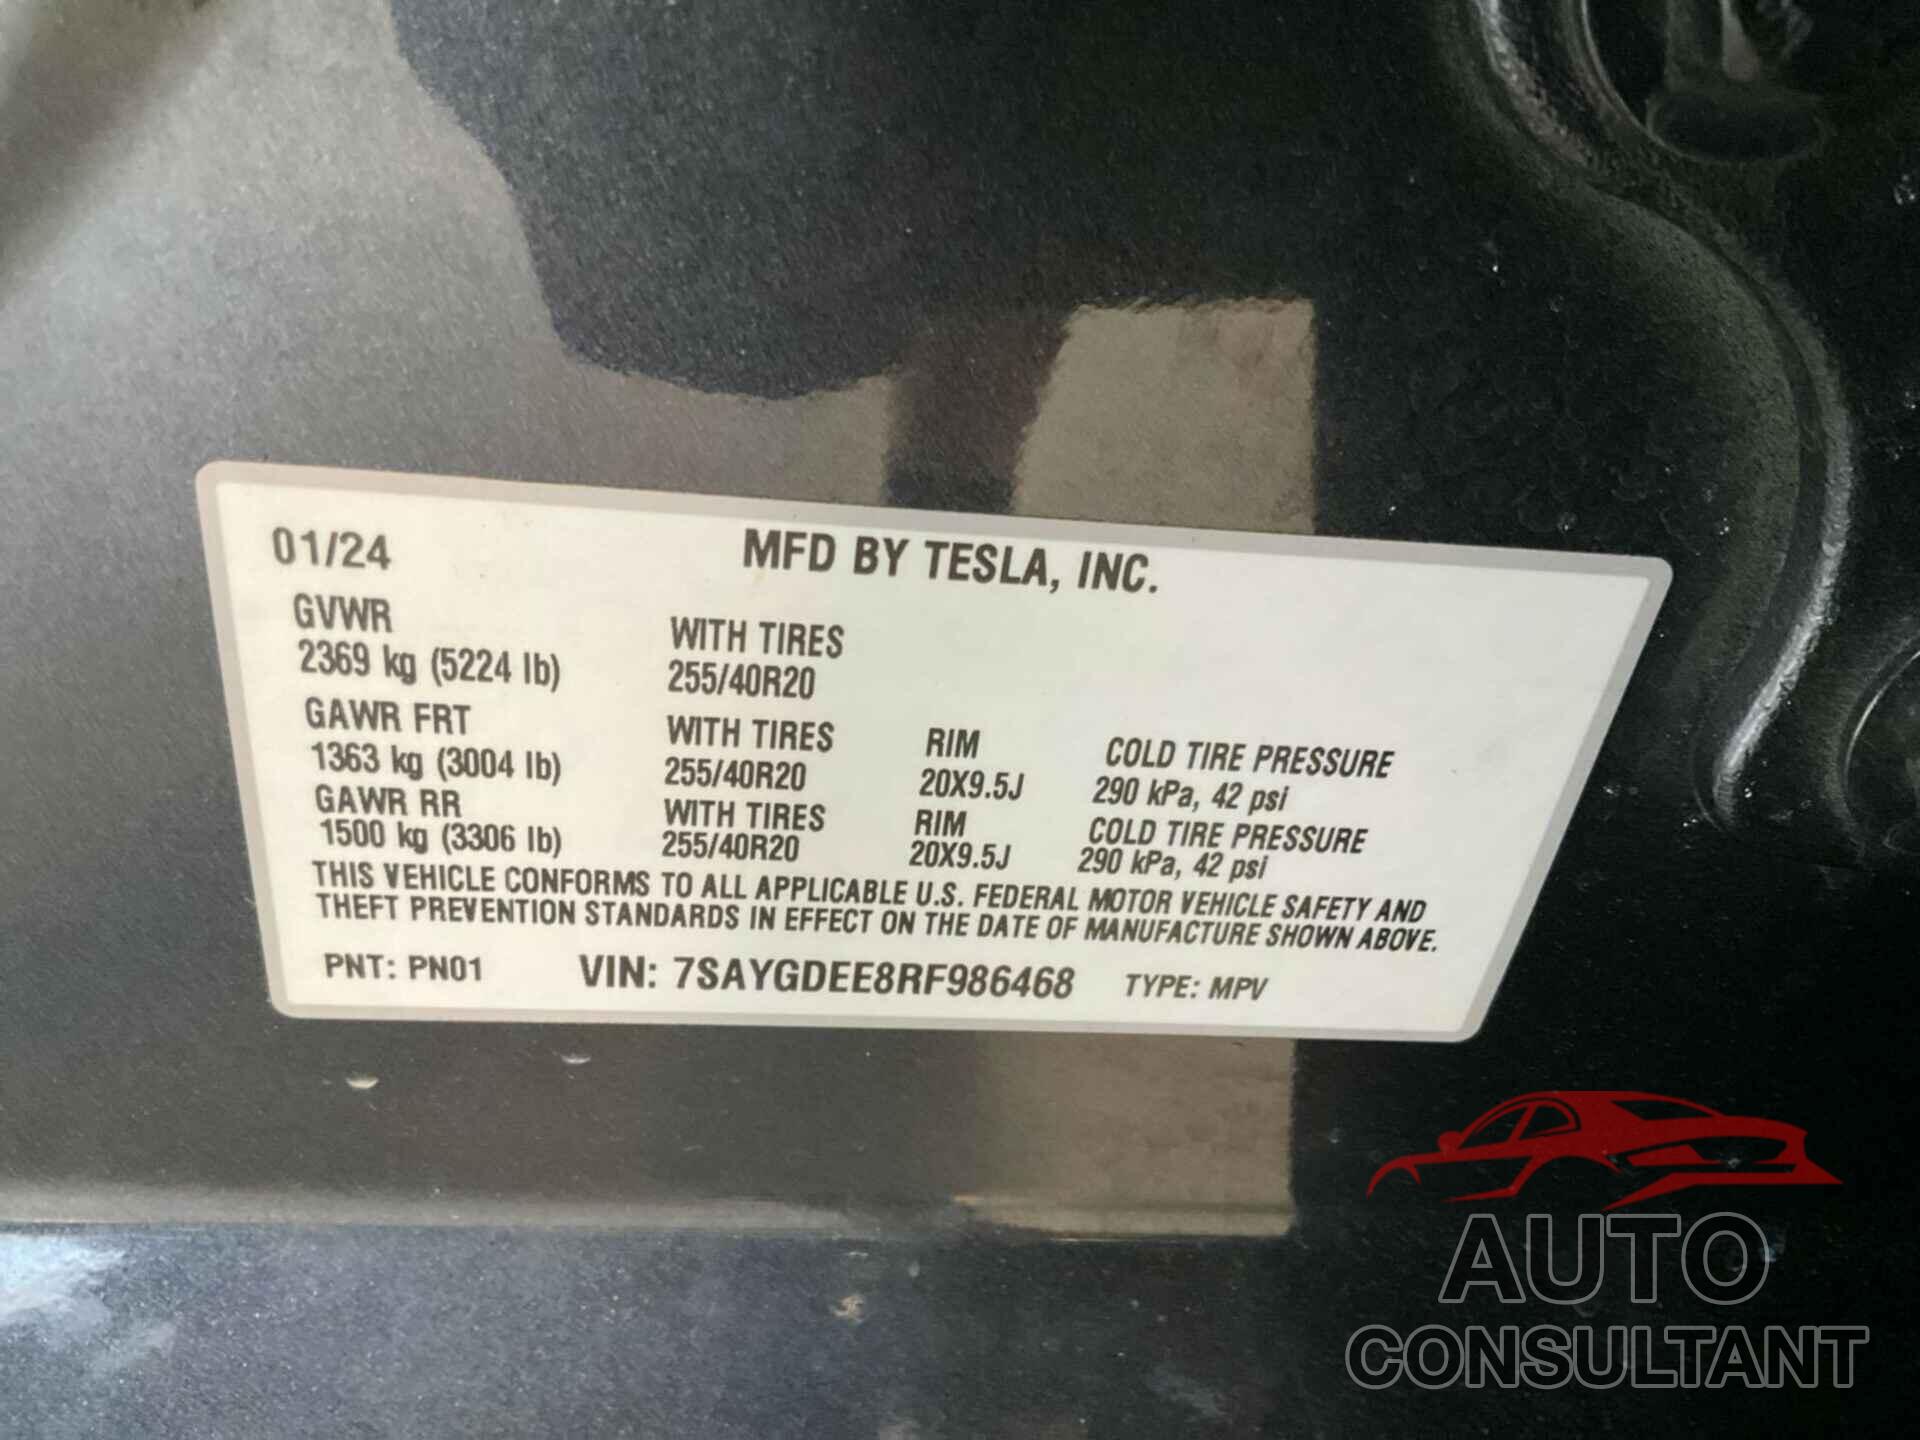 01/24 MFD BY TESLA, INC.
GVWR WITH TIRES
2369 kg (5224 lb) 255/40R20
GAWR FRT WITH TIRES RIM COLD TIRE PRESSURE
1363 kg (3004 lb) 255/40R20 20X9.5J 290 kPa, 42 psi
GAWR RR WITH TIRES RIM COLD TIRE PRESSURE
1500 kg (3306 lb) 255/40R20 20X9.5J 290 kPa, 42 psi
THIS VEHICLE CONFORMS TO ALL APPLICABLE U.S. FEDERAL MOTOR VEHICLE SAFETY AND
THEFT PREVENTION STANDARDS IN EFFECT ON THE DATE OF MANUFACTURE SHOWN ABOVE.
PNT: PN01 VIN: 7SAYGDEE8RF986468 TYPE: MPV
AUTO
CONSULTANT